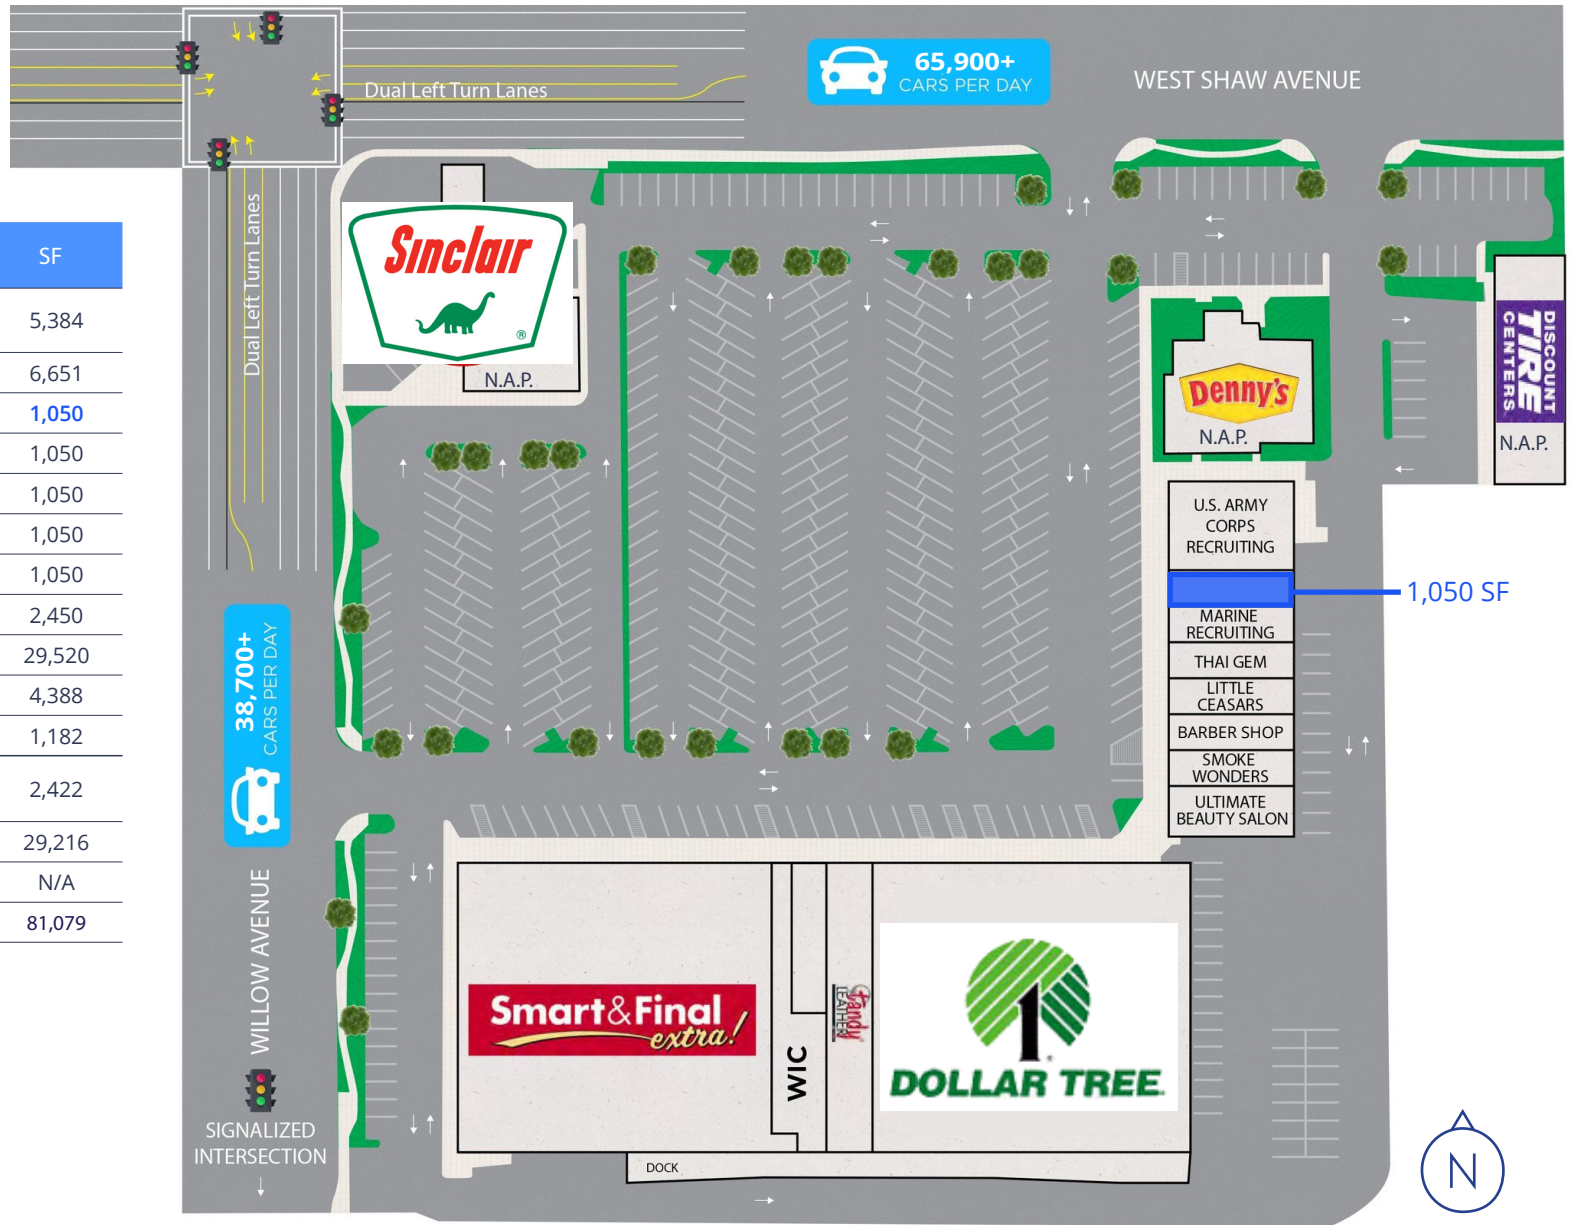 65,900+
CARS PER DAY
WEST SHAW AVENUE
Dual Left Turn Lanes
Dual Left Turn Lanes
SF
5,384
6,651
1,050
1,050
1,050
1,050
1,050
2,450
29,520
4,388
1,182
2,422
29,216
N/A
81,079
Sinclair
®
N.A.P.
Denny's
N.A.P.
DISCOUNT
TIRE
CENTERS
N.A.P.
U.S. ARMY
CORPS
RECRUITING
1,050 SF
MARINE
RECRUITING
THAI GEM
LITTLE
CEASARS
BARBER SHOP
SMOKE
WONDERS
ULTIMATE
BEAUTY SALON
38,700+
CARS PER DAY
WILLOW AVENUE
SIGNALIZED
INTERSECTION
Smart&Final
extra!
WIC
Tandy
LEATHER
DOLLAR TREE
DOCK
N